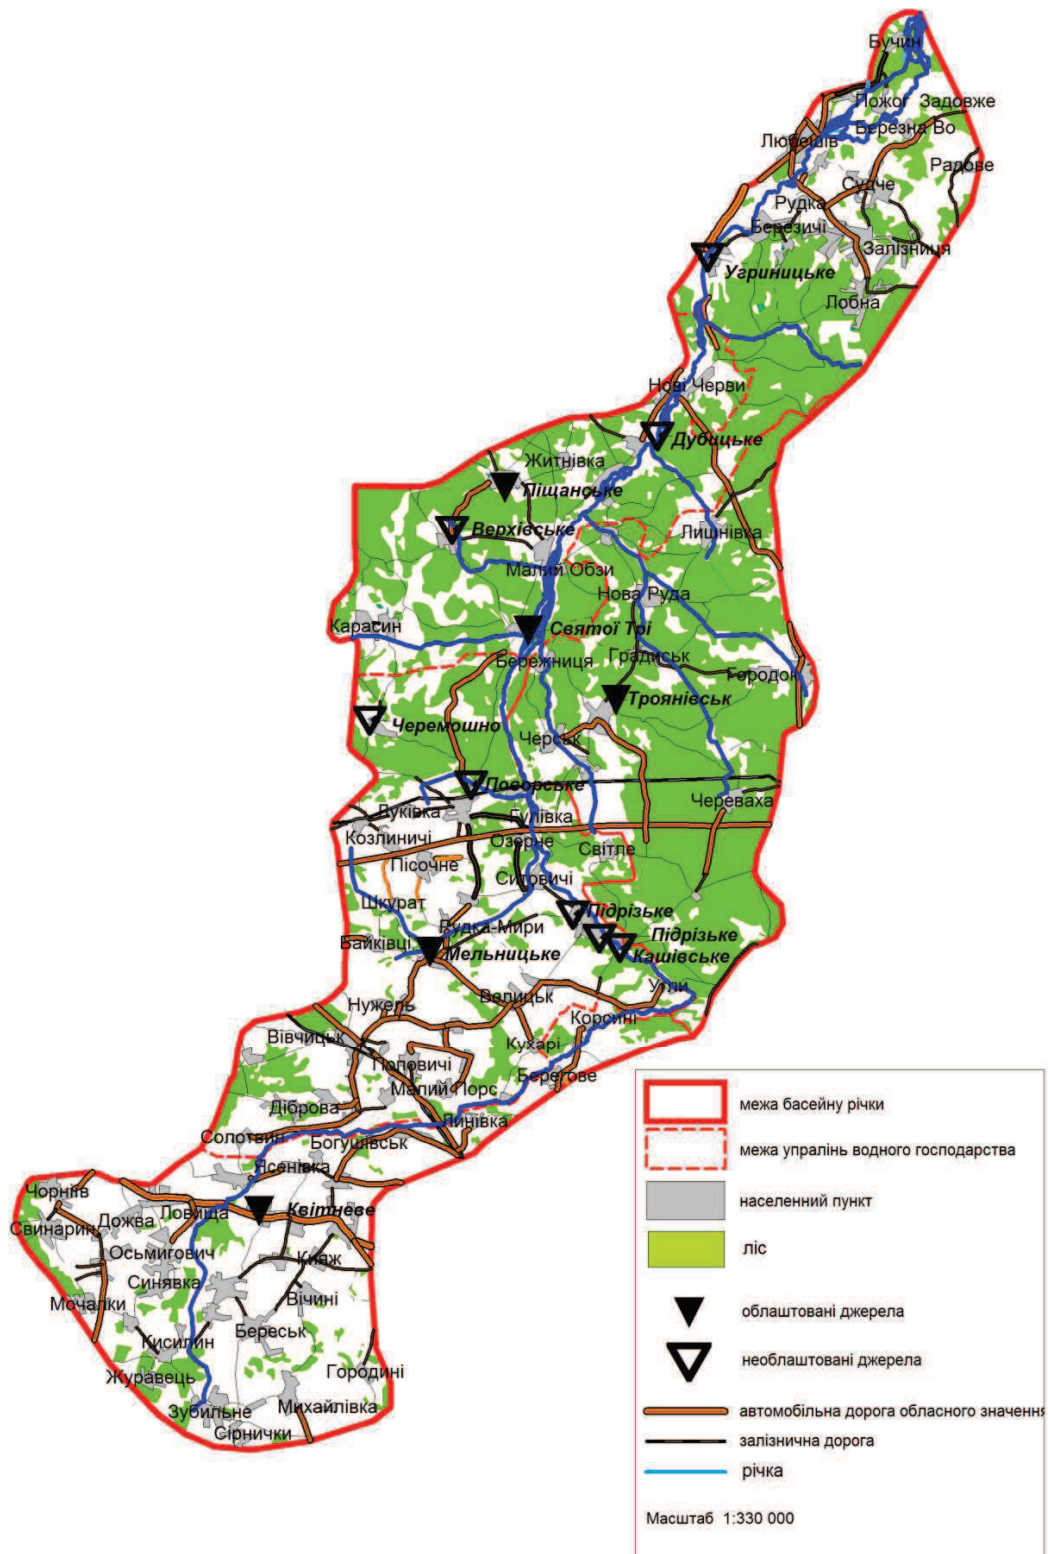 Бучин
Пожог Задовже
Березна Во
Любешів
Радове
Судче
Рудка
Березичі
Залізниця
Угриницьке
Лобна
Нові Черви
Дубицьке
Житнівка
Піщанське
Верхівське
Лишнівка
Малий Обзи
Нова Руда
Карасин
Святої Трі
Бережниця
Градиськ
Городок
Троянівськ
Черемошно
Черськ
Поворське
Череваха
Луківка
Гулівка
Козлиничі
Озерне
Світле
Пісочне
Ситовичі
Шкурат
Підрізьке
Рудка-Мири
Байківці
Підрізьке
Мельницьке
Кашівське
Угли
Велицьк
Нужель
Корсині
Вівчицьк
Кухарі
Поповичі
Берегове
Малий Порс
Діброва
Линівка
Солотвин
Богушівськ
Ясенівка
Чорніїв
Ловища
Квітневе
Свинарин
Дожва
Осьмигович
Княж
Синявка
Мочалки
Вічині
Береськ
Кисилин
Журавець
Городині
Зубильне
Михайлівка
Сірнички
межа басейну річки
межа упралінь водного господарства
населенний пункт
ліс
облаштовані джерела
необлаштовані джерела
автомобільна дорога обласного значення
залізнична дорога
річка
Масштаб 1:330 000